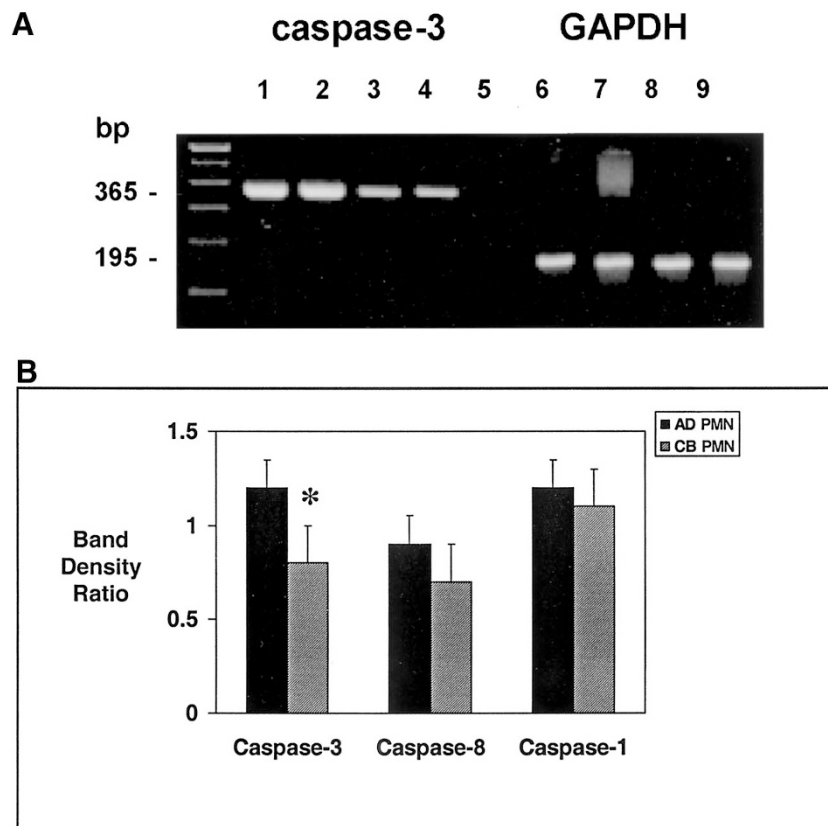 A
caspase-3 GAPDH
1 2 3 4 5 6 7 8 9
bp
365 -
195 -
B
1.5
AD PMN
CB PMN
*
1
Band
Density
Ratio
0.5
0
Caspase-3 Caspase-8 Caspase-1